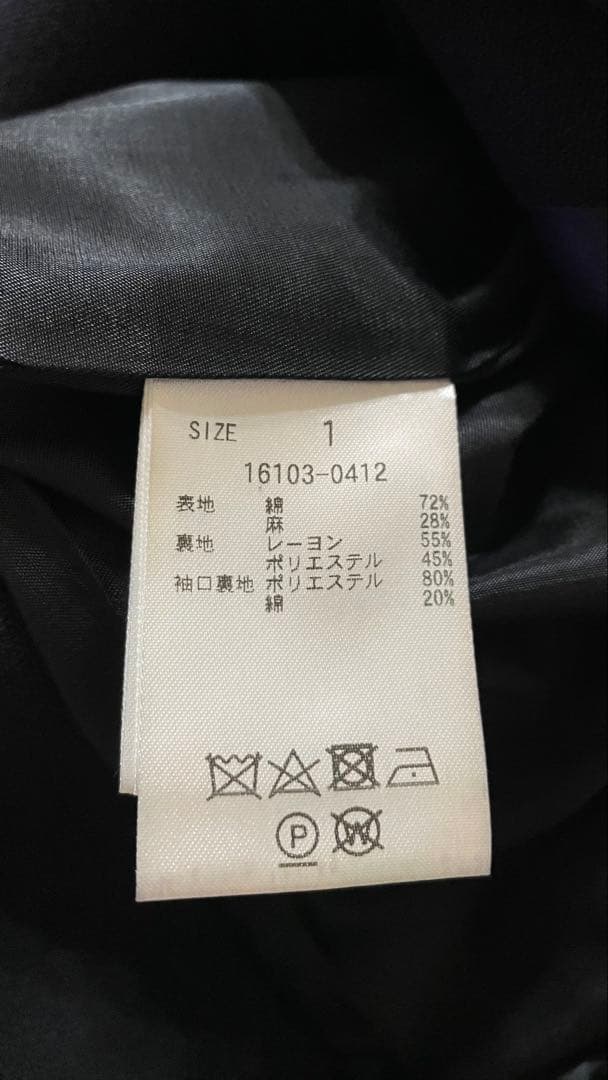 SIZE 1
16103-0412
表地 綿 72%
麻 28%
裏地 レーヨン 55%
ポリエステル 45%
袖口裏地 ポリエステル 80%
綿 20%
P W